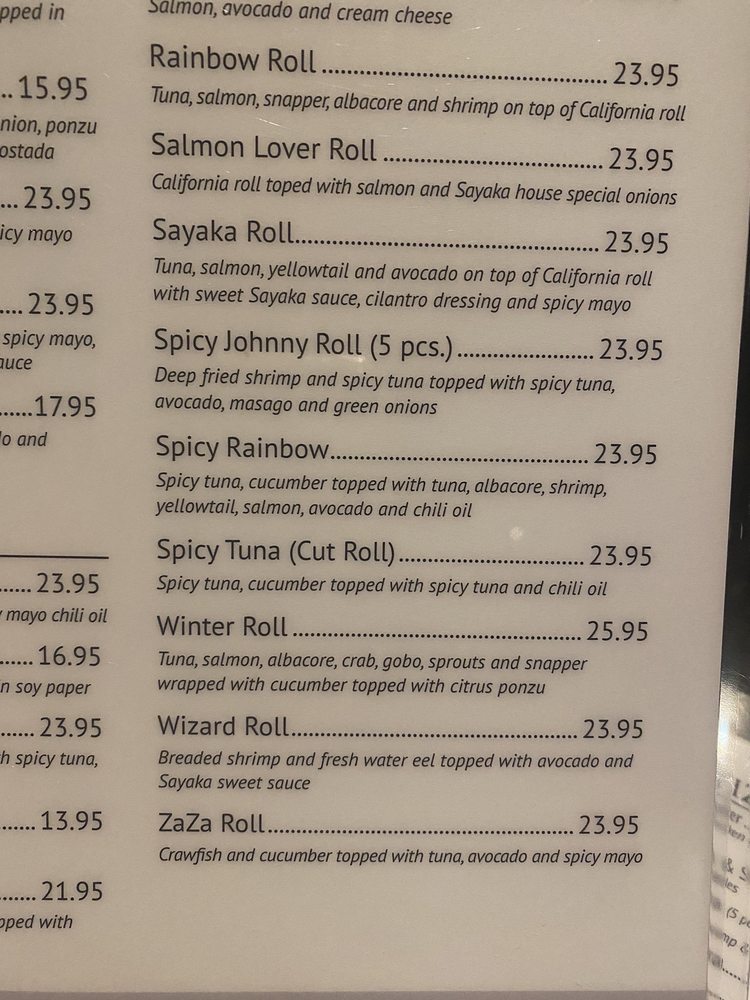 pped in
.. 15.95
nion, ponzu
ostada
... 23.95
icy mayo
.... 23.95
spicy mayo,
auce
......17.95
lo and
...... 23.95
y mayo chili oil
...... 16.95
n soy paper
...... 23.95
h spicy tuna,
...... 13.95
....... 21.95
pped with
Salmon, avocado and cream cheese
Rainbow Roll ........................................ 23.95
Tuna, salmon, snapper, albacore and shrimp on top of California roll
Salmon Lover Roll ............................... 23.95
California roll toped with salmon and Sayaka house special onions
Sayaka Roll........................................... 23.95
Tuna, salmon, yellowtail and avocado on top of California roll
with sweet Sayaka sauce, cilantro dressing and spicy mayo
Spicy Johnny Roll (5 pcs.).................... 23.95
Deep fried shrimp and spicy tuna topped with spicy tuna,
avocado, masago and green onions
Spicy Rainbow...................................... 23.95
Spicy tuna, cucumber topped with tuna, albacore, shrimp,
yellowtail, salmon, avocado and chili oil
Spicy Tuna (Cut Roll)........................... 23.95
Spicy tuna, cucumber topped with spicy tuna and chili oil
Winter Roll .......................................... 25.95
Tuna, salmon, albacore, crab, gobo, sprouts and snapper
wrapped with cucumber topped with citrus ponzu
Wizard Roll.......................................... 23.95
Breaded shrimp and fresh water eel topped with avocado and
Sayaka sweet sauce
ZaZa Roll.............................................. 23.95
Crawfish and cucumber topped with tuna, avocado and spicy mayo